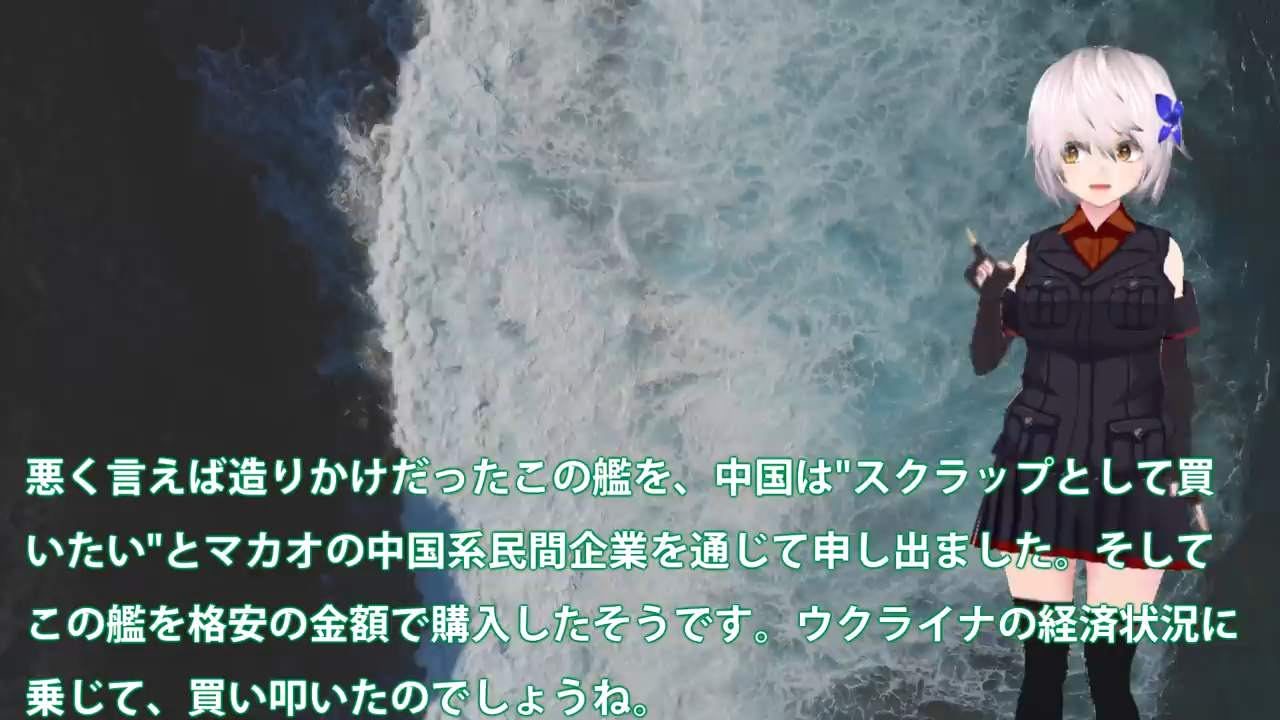 悪く言えば造りかけだったこの艦を、中国は"スクラップとして買
いたい"とマカオの中国系民間企業を通じて申し出ました。そして
この艦を格安の金額で購入したそうです。ウクライナの経済状況に
乗じて、買い叩いたのでしょうね。